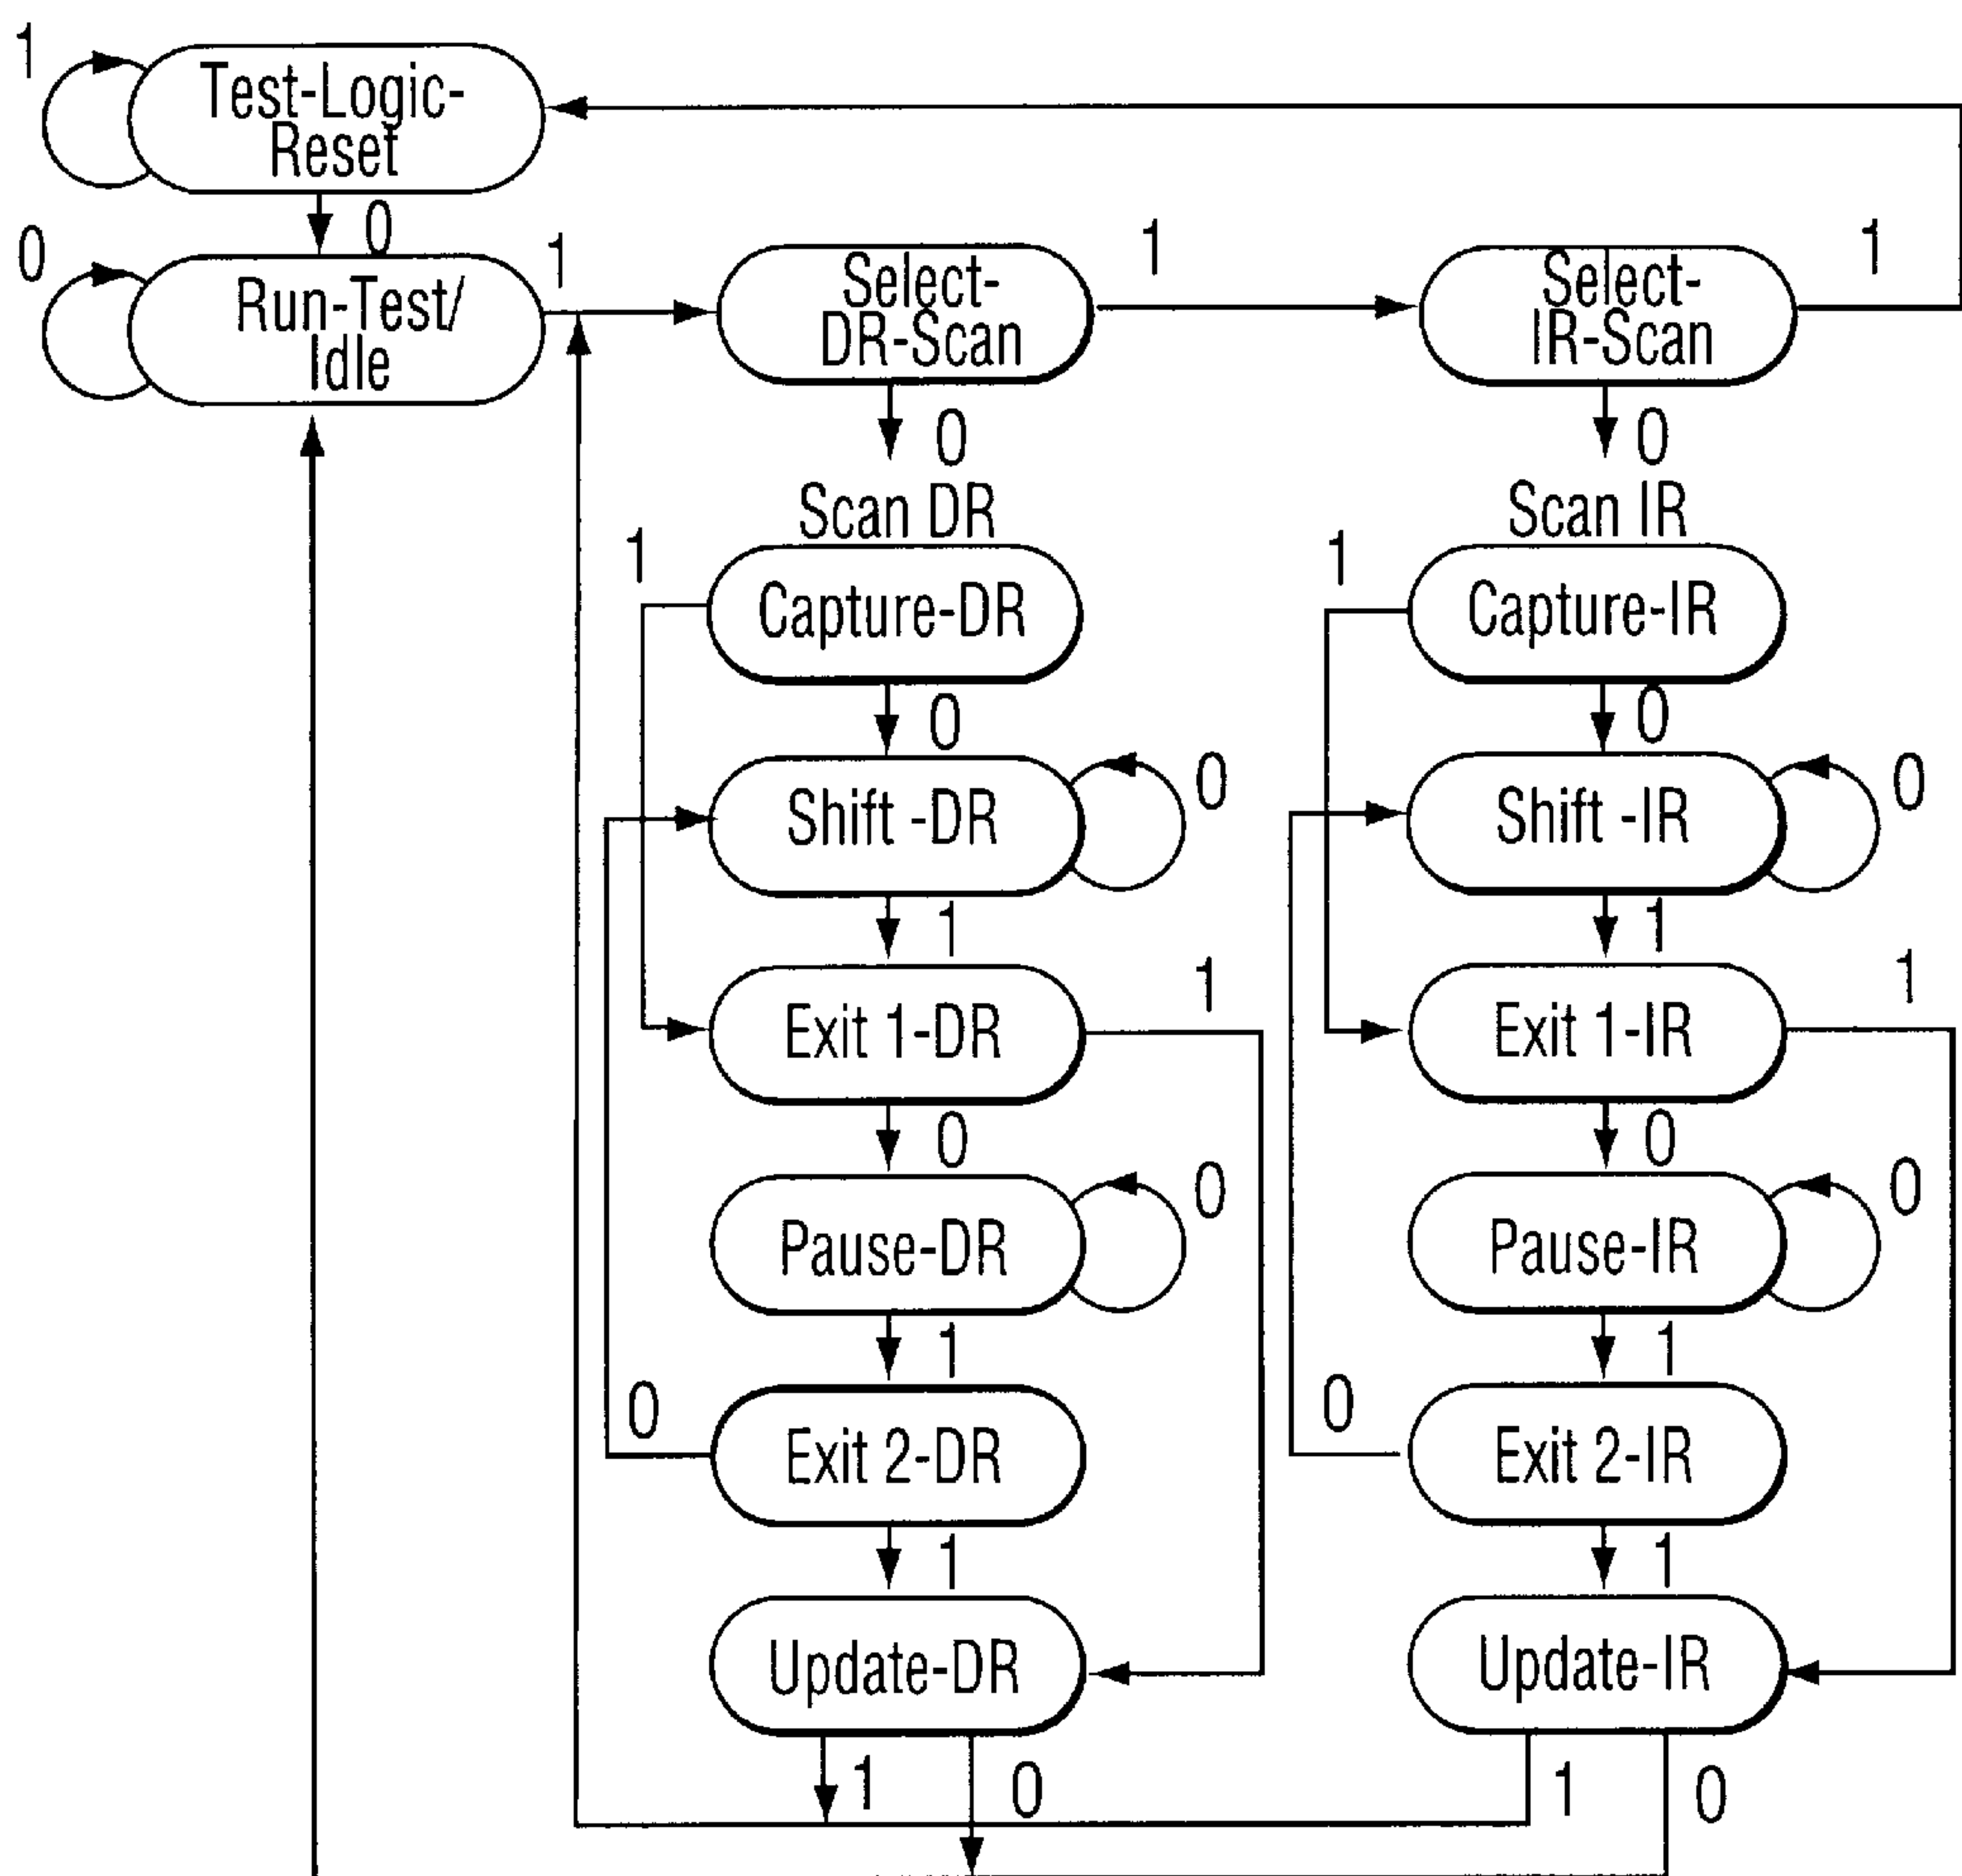 1
Test-Logic-
Reset
0
0
Run-Test/
Idle
1
Select-
DR-Scan
1
Select-
IR-Scan
1
0
0
Scan DR
Scan IR
1
Capture-DR
1
Capture-IR
0
0
Shift -DR
0
Shift -IR
0
1
1
Exit 1-DR
1
Exit 1-IR
1
0
0
Pause-DR
0
Pause-IR
0
1
1
0
Exit 2-DR
0
Exit 2-IR
1
1
Update-DR
Update-IR
1
0
1
0